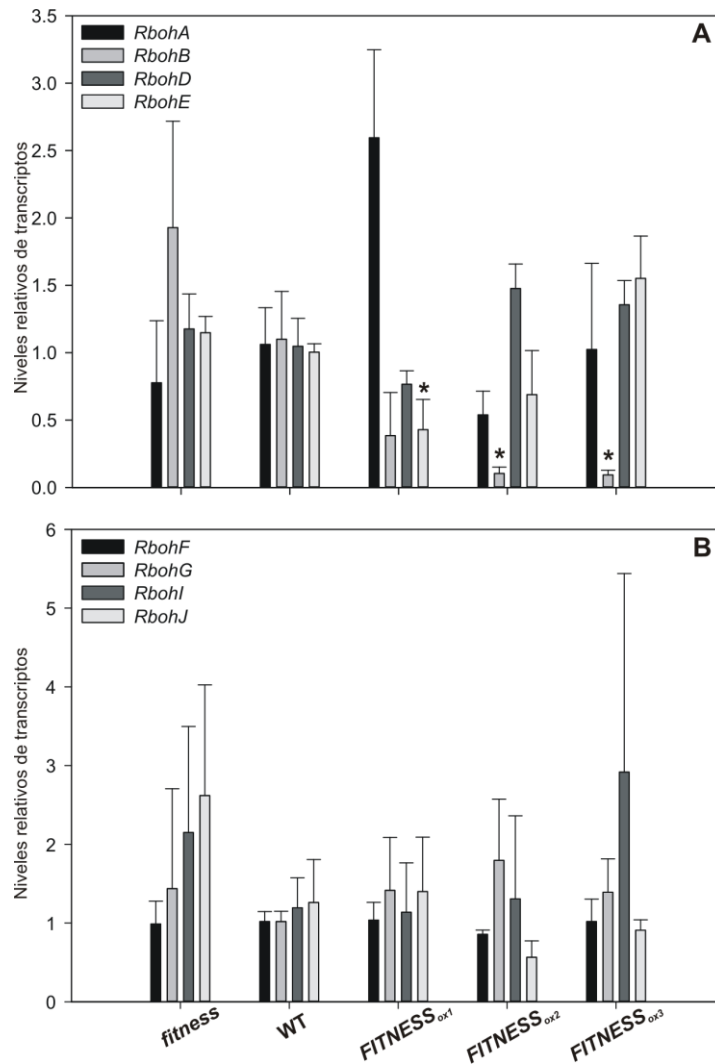 A
RbohA
RbohB
RbohD
RbohE
Niveles relativos de transcriptos
3.5
3.0
2.5
2.0
1.5
1.0
0.5
0.0
*
*
*
B
RbohF
RbohG
RbohI
RbohJ
Niveles relativos de transcriptos
6
5
4
3
2
1
0
fitness
WT
FITNESSox1
FITNESSox2
FITNESSox3